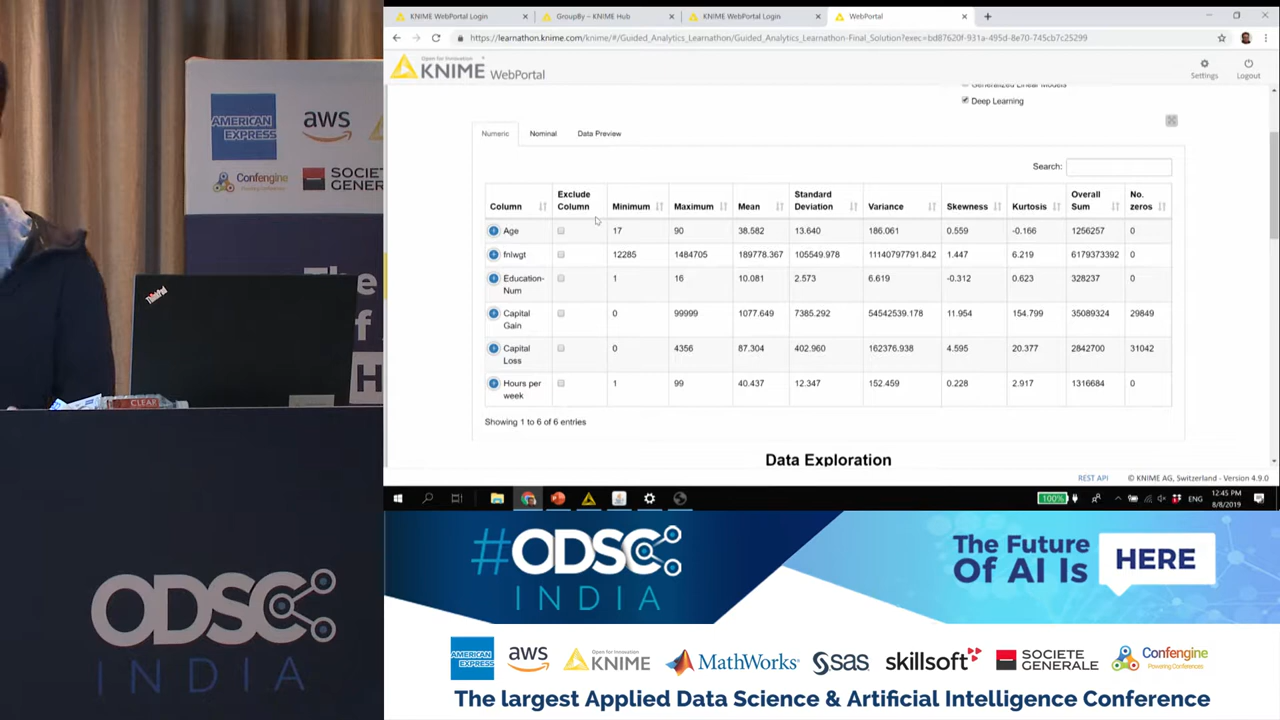 KNIME WebPortal Login
GroupBy - KNIME Hub
KNIME WebPortal Login
WebPortal
https://learnathon.knime.com/knime/#/Guided_Analytics_Learnathon/Guided_Analytics_Learnathon-Final_Solution?exec=bd87620f-931a-495d-8e70-745cb7c25299
Open for Innovation
KNIME WebPortal
Settings
Logout
Generalized Linear Models
Deep Learning
Numeric
Nominal
Data Preview
Search:
Column Exclude Column Minimum Maximum Mean Standard Deviation Variance Skewness Kurtosis Overall Sum No. zeros
Age 17 90 38.582 13.640 186.061 0.559 -0.166 1256257 0
fnlwgt 12285 1484705 189778.367 105549.978 11140797791.842 1.447 6.219 6179373392 0
Education-Num 1 16 10.081 2.573 6.619 -0.312 0.623 328237 0
Capital Gain 0 99999 1077.649 7385.292 54542539.178 11.954 154.799 35089324 29849
Capital Loss 0 4356 87.304 402.960 162376.938 4.595 20.377 2842700 31042
Hours per week 1 99 40.437 12.347 152.459 0.228 2.917 1316684 0
Showing 1 to 6 of 6 entries
Data Exploration
REST API
© KNIME AG, Switzerland - Version 4.9.0
100%
ENG
12:45 PM
8/8/2019
AMERICAN EXPRESS
aws
Confengine
Powering Conferences
SOCIETE GENERALE
The
of
H
ThinkPad
CLEAR
ODSC
INDIA
#ODSC
INDIA
The Future
Of AI Is
HERE
AMERICAN EXPRESS
aws
Open for Innovation
KNIME
MathWorks
sas
skillsoft
SOCIETE GENERALE
Confengine
Powering Conferences
The largest Applied Data Science & Artificial Intelligence Conference